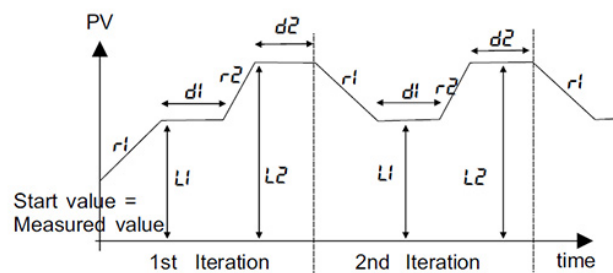 PV
d2
d2
r1
d1
r2
r1
d1
r2
r1
L1
L2
L1
L2
Start value =
Measured value
1st Iteration
2nd Iteration
time